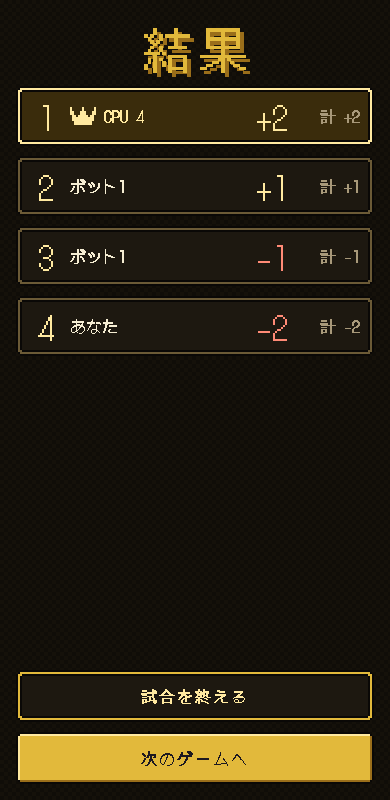 結果
1 CPU 4 +2 計 +2
2 ボット1 +1 計 +1
3 ボット1 -1 計 -1
4 あなた -2 計 -2
試合を終える
次のゲームへ